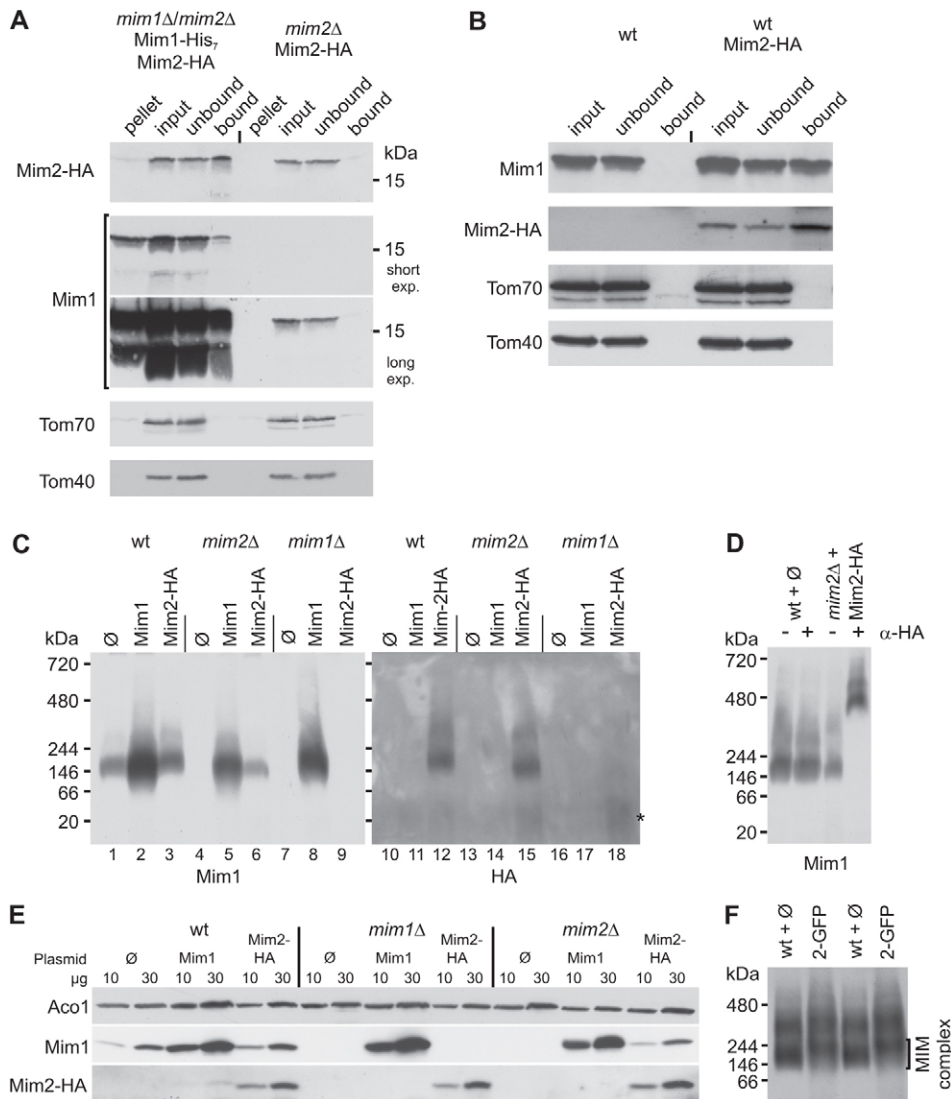 A
mim1Δ/mim2Δ
Mim1-His₇
Mim2-HA
mim2Δ
Mim2-HA
pellet input unbound bound pellet input unbound bound
kDa
Mim2-HA
15
15
short
exp.
Mim1
15
long
exp.
Tom70
Tom40
B
wt
wt
Mim2-HA
input unbound bound input unbound bound
Mim1
Mim2-HA
Tom70
Tom40
C
wt mim2Δ mim1Δ wt mim2Δ mim1Δ
Ø Mim1 Mim2-HA Ø Mim1 Mim2-HA Ø Mim1 Mim2-HA Ø Mim1 Mim-2HA Ø Mim1 Mim2-HA Ø Mim1 Mim2-HA
kDa
720
480
244
146
66
20
*
1 2 3 4 5 6 7 8 9 10 11 12 13 14 15 16 17 18
Mim1 HA
D
wt + Ø mim2Δ + Mim2-HA
- + - + α-HA
kDa
720
480
244
146
66
20
Mim1
E
wt mim1Δ mim2Δ
Plasmid Ø Mim1 Mim2-HA Ø Mim1 Mim2-HA Ø Mim1 Mim2-HA
µg 10 30 10 30 10 30 10 30 10 30 10 30 10 30 10 30 10 30
Aco1
Mim1
Mim2-HA
F
wt + Ø 2-GFP wt + Ø 2-GFP
kDa
480
244
146
66
MIM
complex